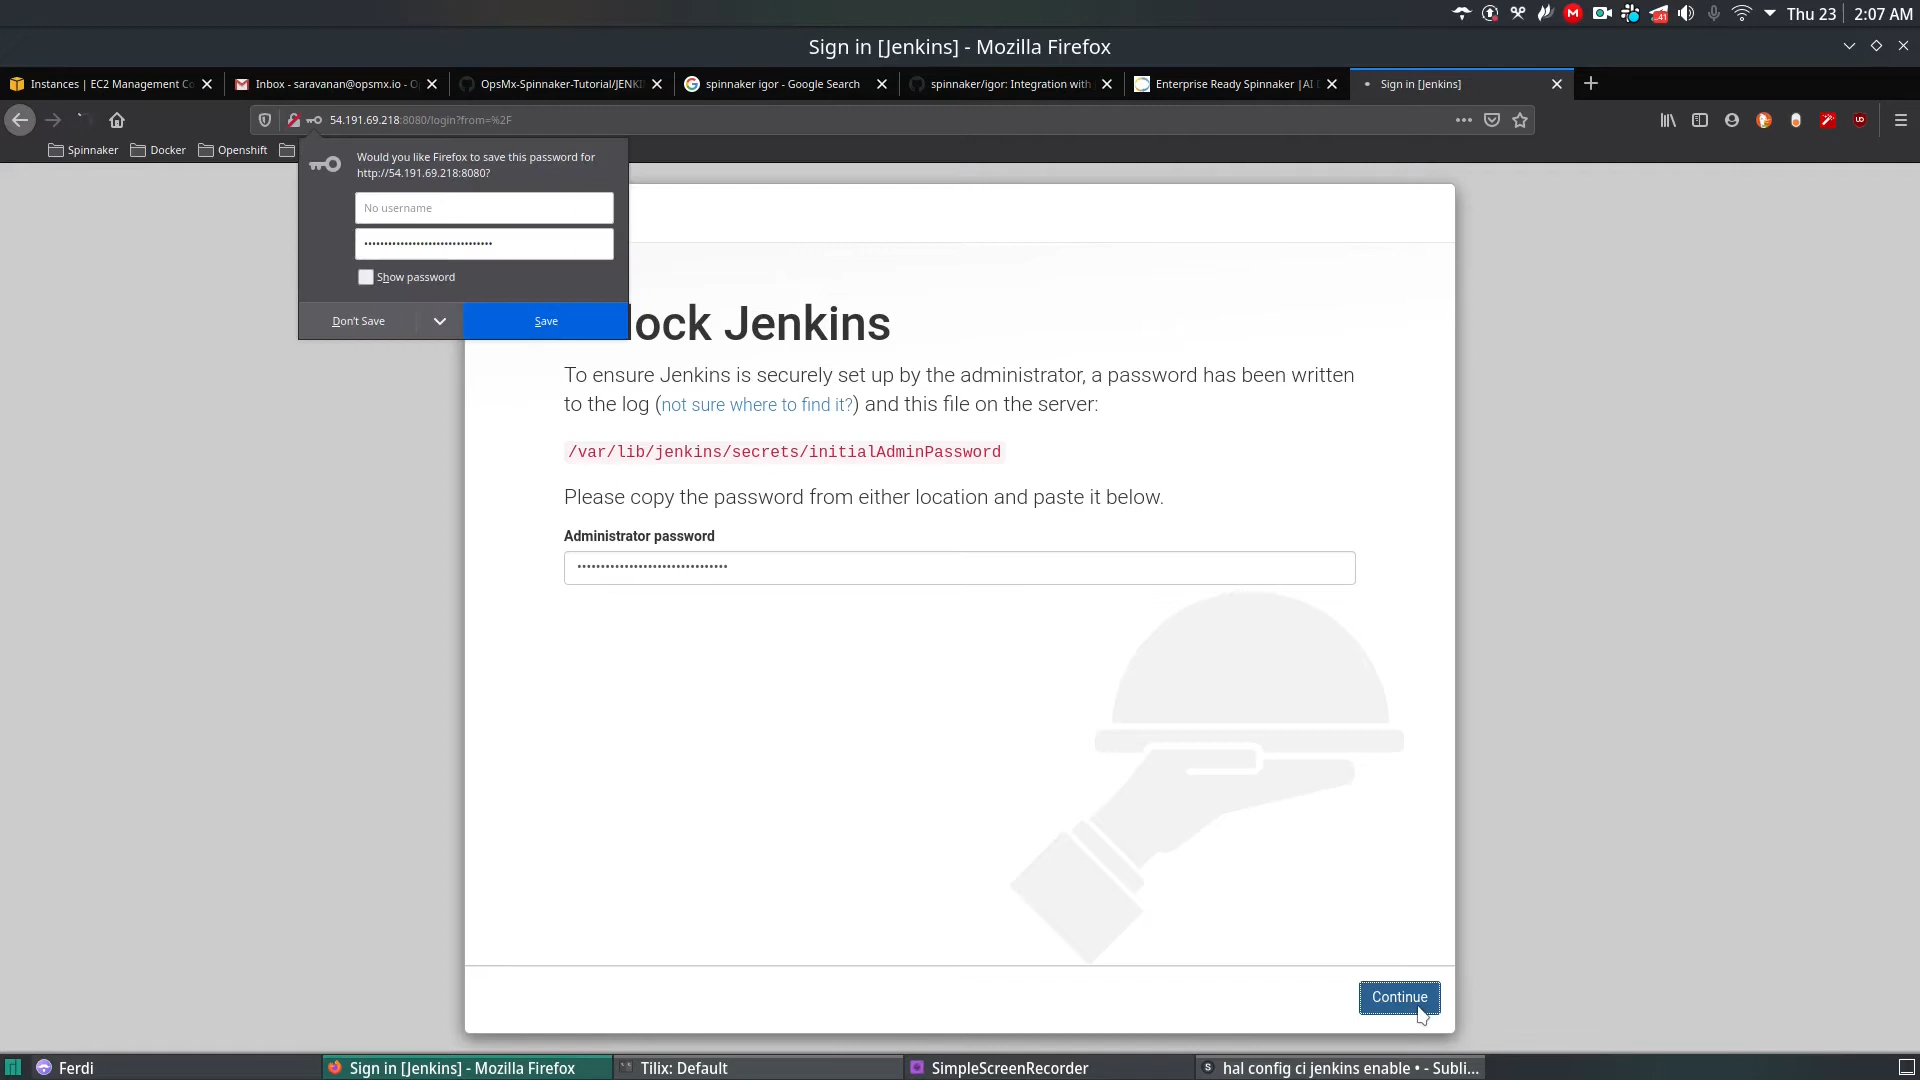 Thu 23
2:07 AM
Sign in [Jenkins] - Mozilla Firefox
Instances | EC2 Management Co
Inbox - saravanan@opsmx.io - O
OpsMx-Spinnaker-Tutorial/JENKI
spinnaker igor - Google Search
spinnaker/igor: Integration with
Enterprise Ready Spinnaker |AI
Sign in [Jenkins]
54.191.69.218:8080/login?from=%2F
Spinnaker
Docker
Openshift
Would you like Firefox to save this password for
http://54.191.69.218:8080?
No username
Show password
Don't Save
Save
lock Jenkins
To ensure Jenkins is securely set up by the administrator, a password has been written
to the log (not sure where to find it?) and this file on the server:
/var/lib/jenkins/secrets/initialAdminPassword
Please copy the password from either location and paste it below.
Administrator password
Continue
Ferdi
Sign in [Jenkins] - Mozilla Firefox
Tilix: Default
SimpleScreenRecorder
hal config ci jenkins enable • - Subli...